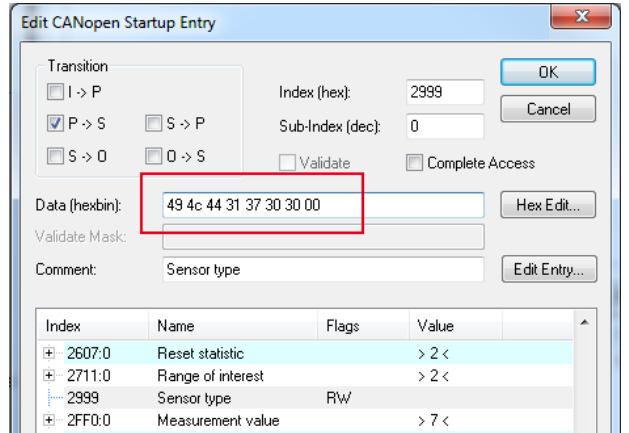 Edit CANopen Startup Entry
Transition
I -> P
P -> S
S -> P
S -> O
O -> S
Index (hex): 2999
Sub-Index (dec): 0
Validate
Complete Access
OK
Cancel
Data (hexbin): 49 4c 44 31 37 30 30 00
Hex Edit...
Validate Mask:
Comment: Sensor type
Edit Entry...
Index Name Flags Value
2607:0 Reset statistic > 2 <
2711:0 Range of interest > 2 <
2999 Sensor type RW
2FF0:0 Measurement value > 7 <